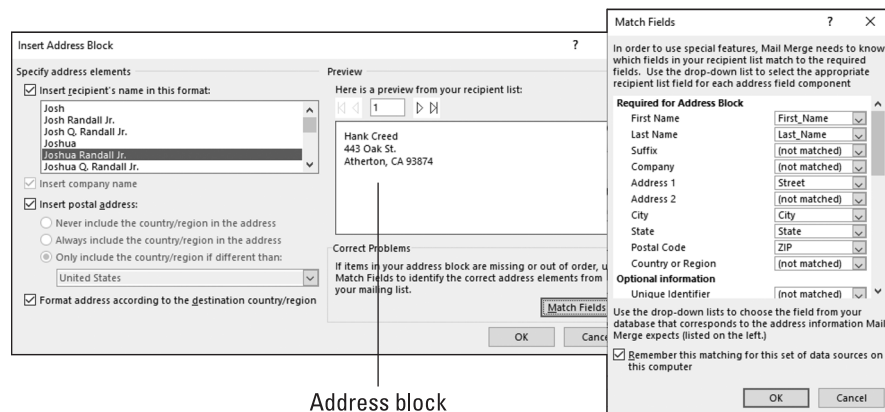 Insert Address Block ?
Specify address elements
Insert recipient's name in this format:
Josh
Josh Randall Jr.
Josh Q. Randall Jr.
Joshua
Joshua Randall Jr.
Joshua Q. Randall Jr.
Insert company name
Insert postal address:
Never include the country/region in the address
Always include the country/region in the address
Only include the country/region if different than:
United States
Format address according to the destination country/region
Preview
Here is a preview from your recipient list:
1
Hank Creed
443 Oak St.
Atherton, CA 93874
Correct Problems
If items in your address block are missing or out of order, u
Match Fields to identify the correct address elements from
your mailing list.
Match Fields
OK Cance
Address block
Match Fields ?
In order to use special features, Mail Merge needs to know
which fields in your recipient list match to the required
fields. Use the drop-down list to select the appropriate
recipient list field for each address field component
Required for Address Block
First Name First_Name
Last Name Last_Name
Suffix (not matched)
Company (not matched)
Address 1 Street
Address 2 (not matched)
City City
State State
Postal Code ZIP
Country or Region (not matched)
Optional information
Unique Identifier (not matched)
Use the drop-down lists to choose the field from your
database that corresponds to the address information Mail
Merge expects (listed on the left.)
Remember this matching for this set of data sources on
this computer
OK Cancel